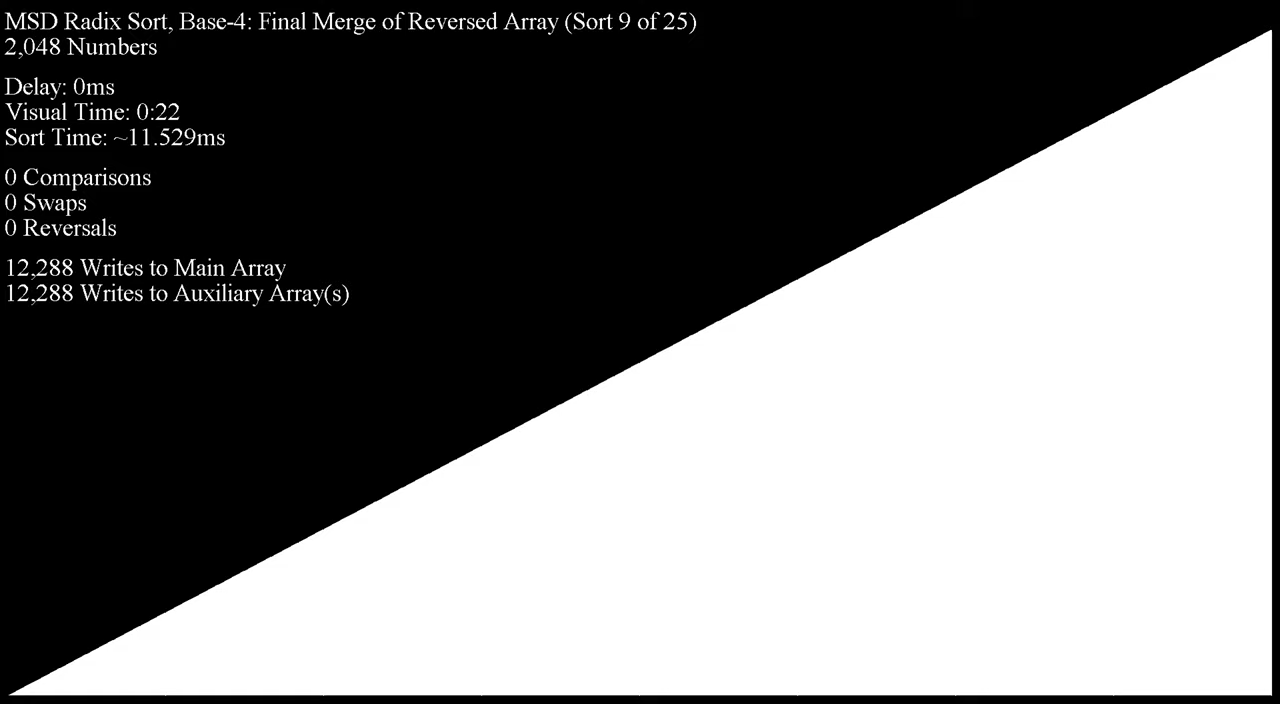 MSD Radix Sort, Base-4: Final Merge of Reversed Array (Sort 9 of 25)
2,048 Numbers
Delay: 0ms
Visual Time: 0:22
Sort Time: ~11.529ms
0 Comparisons
0 Swaps
0 Reversals
12,288 Writes to Main Array
12,288 Writes to Auxiliary Array(s)